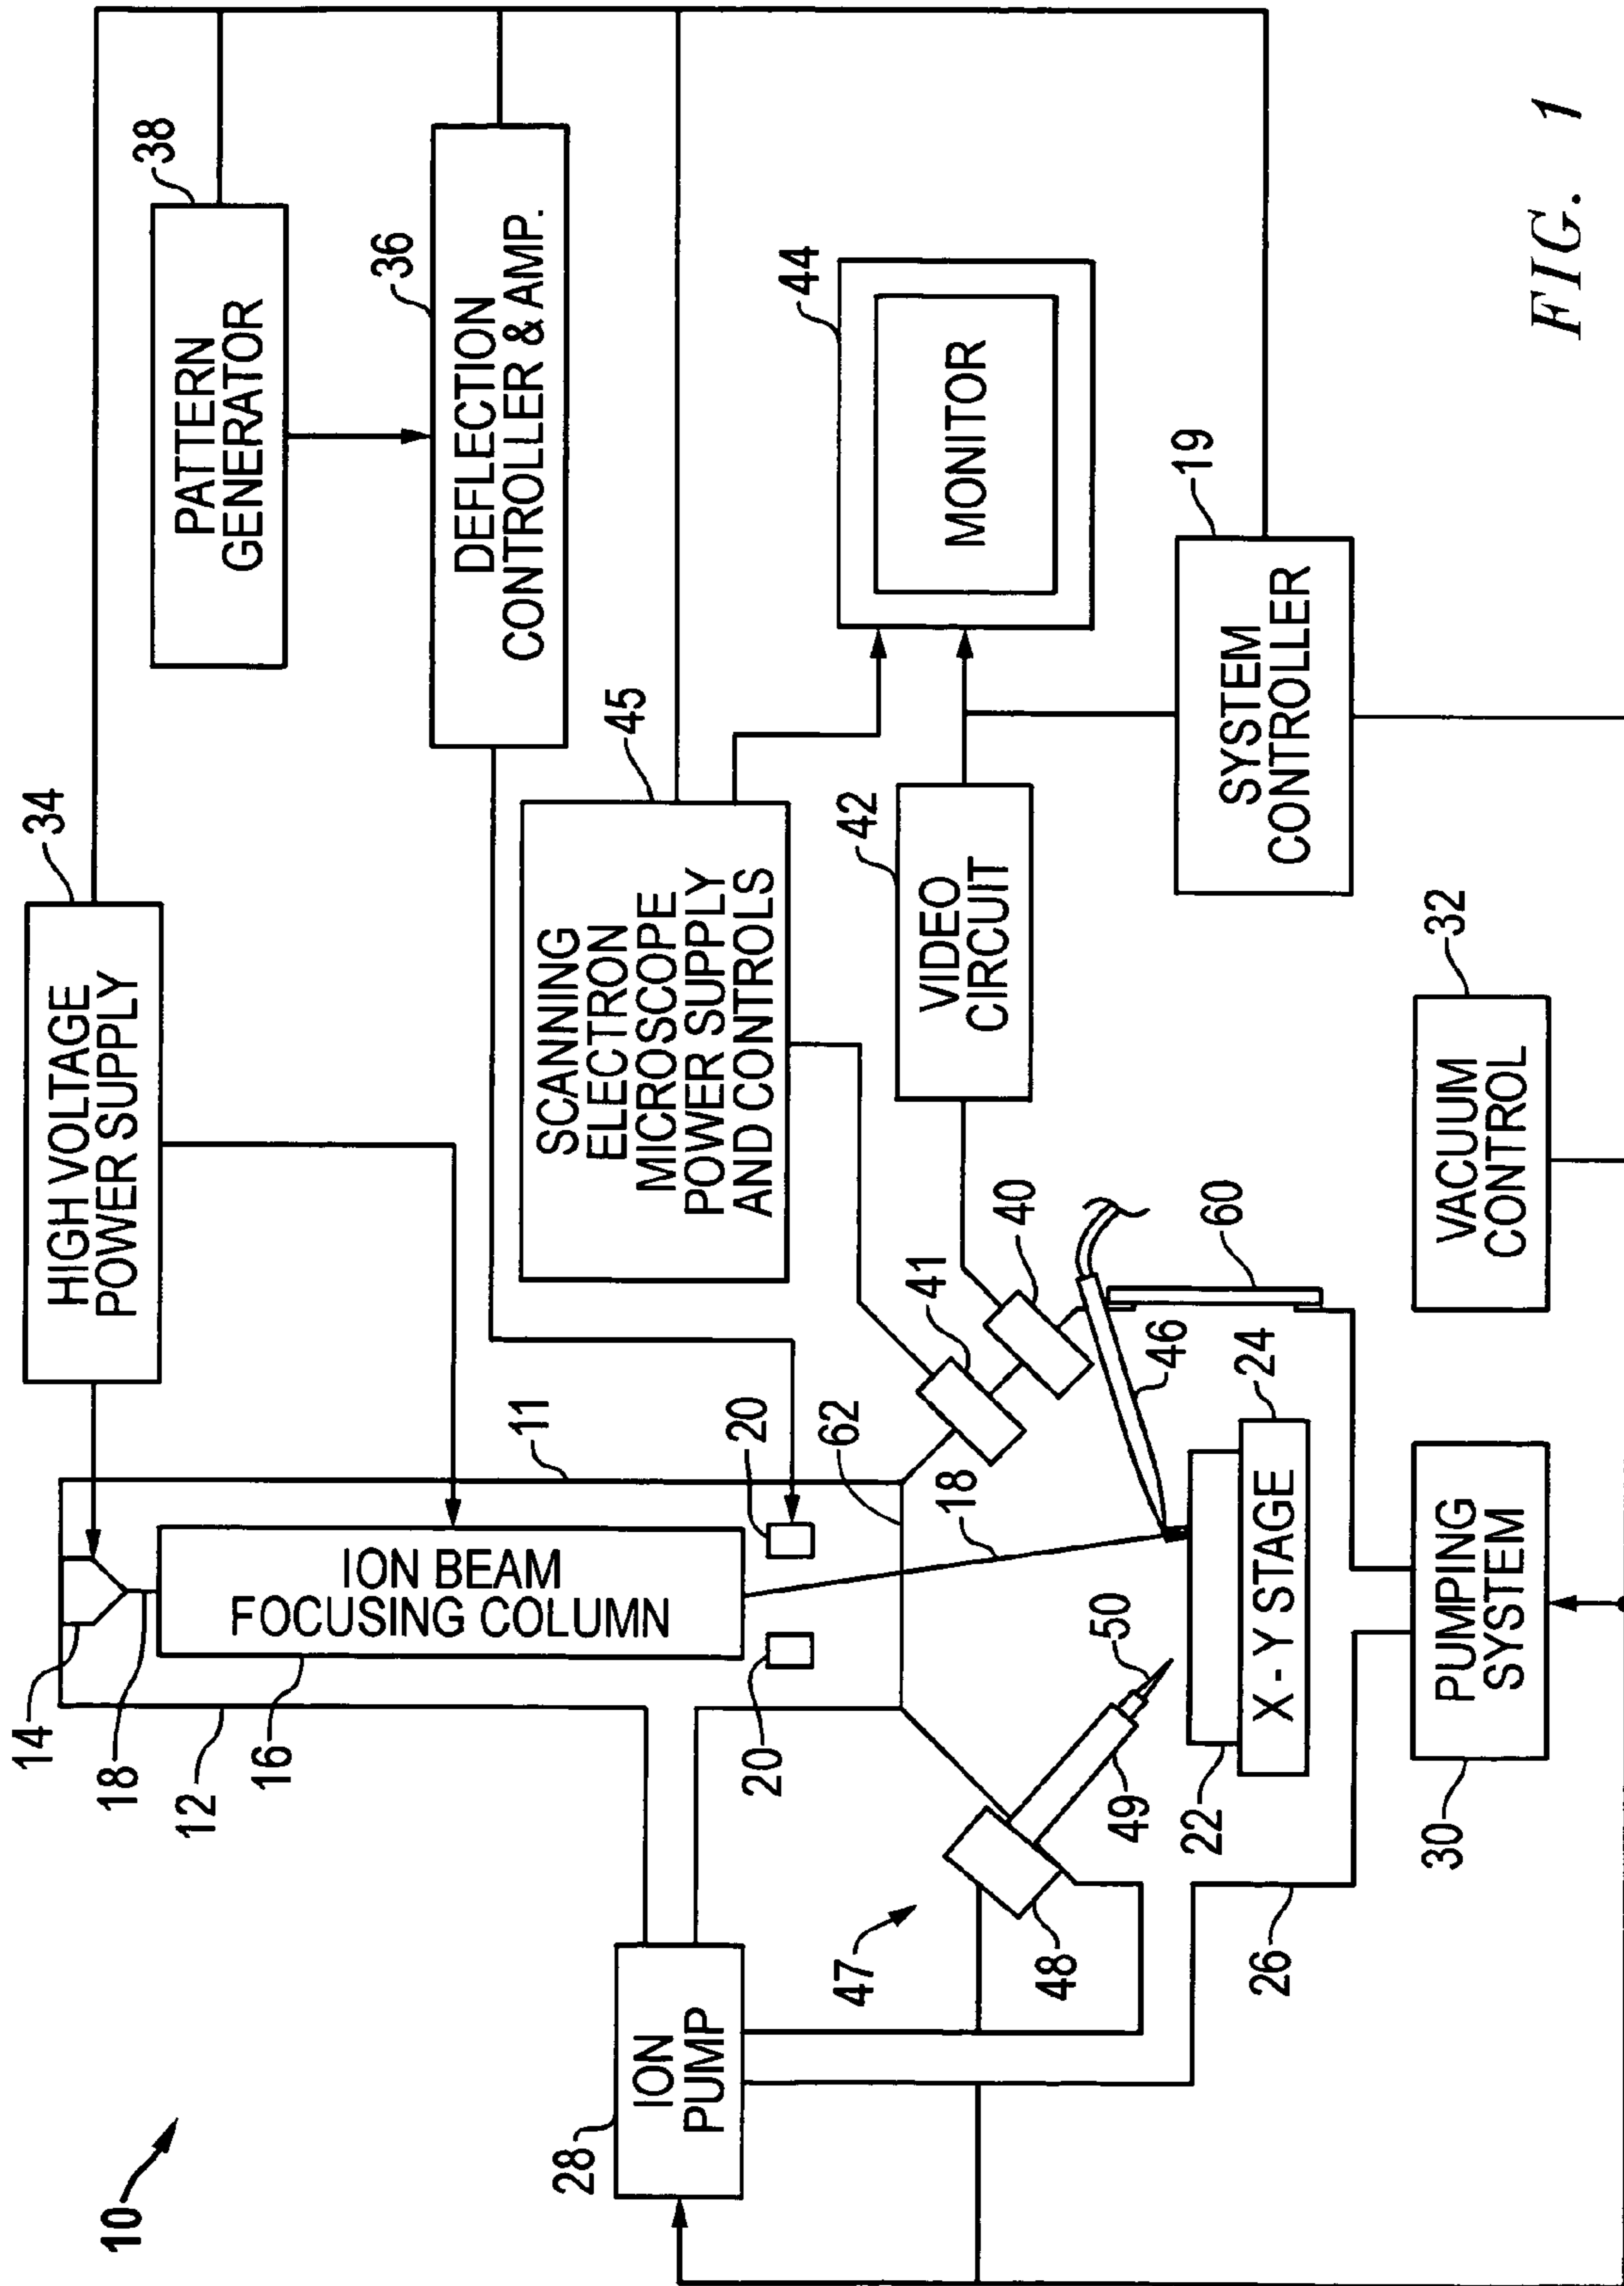 10
FIG. 1
34
HIGH VOLTAGE
POWER SUPPLY
38
PATTERN
GENERATOR
36
DEFLECTION
CONTROLLER & AMP.
14
18
12
16
ION BEAM
FOCUSING COLUMN
11
20
20
62
45
SCANNING
ELECTRON
MICROSCOPE
POWER SUPPLY
AND CONTROLS
44
MONITOR
42
VIDEO
CIRCUIT
19
SYSTEM
CONTROLLER
28
ION
PUMP
47
48
49
50
18
41
40
46
60
22
24
X - Y STAGE
26
30
PUMPING
SYSTEM
32
VACUUM
CONTROL